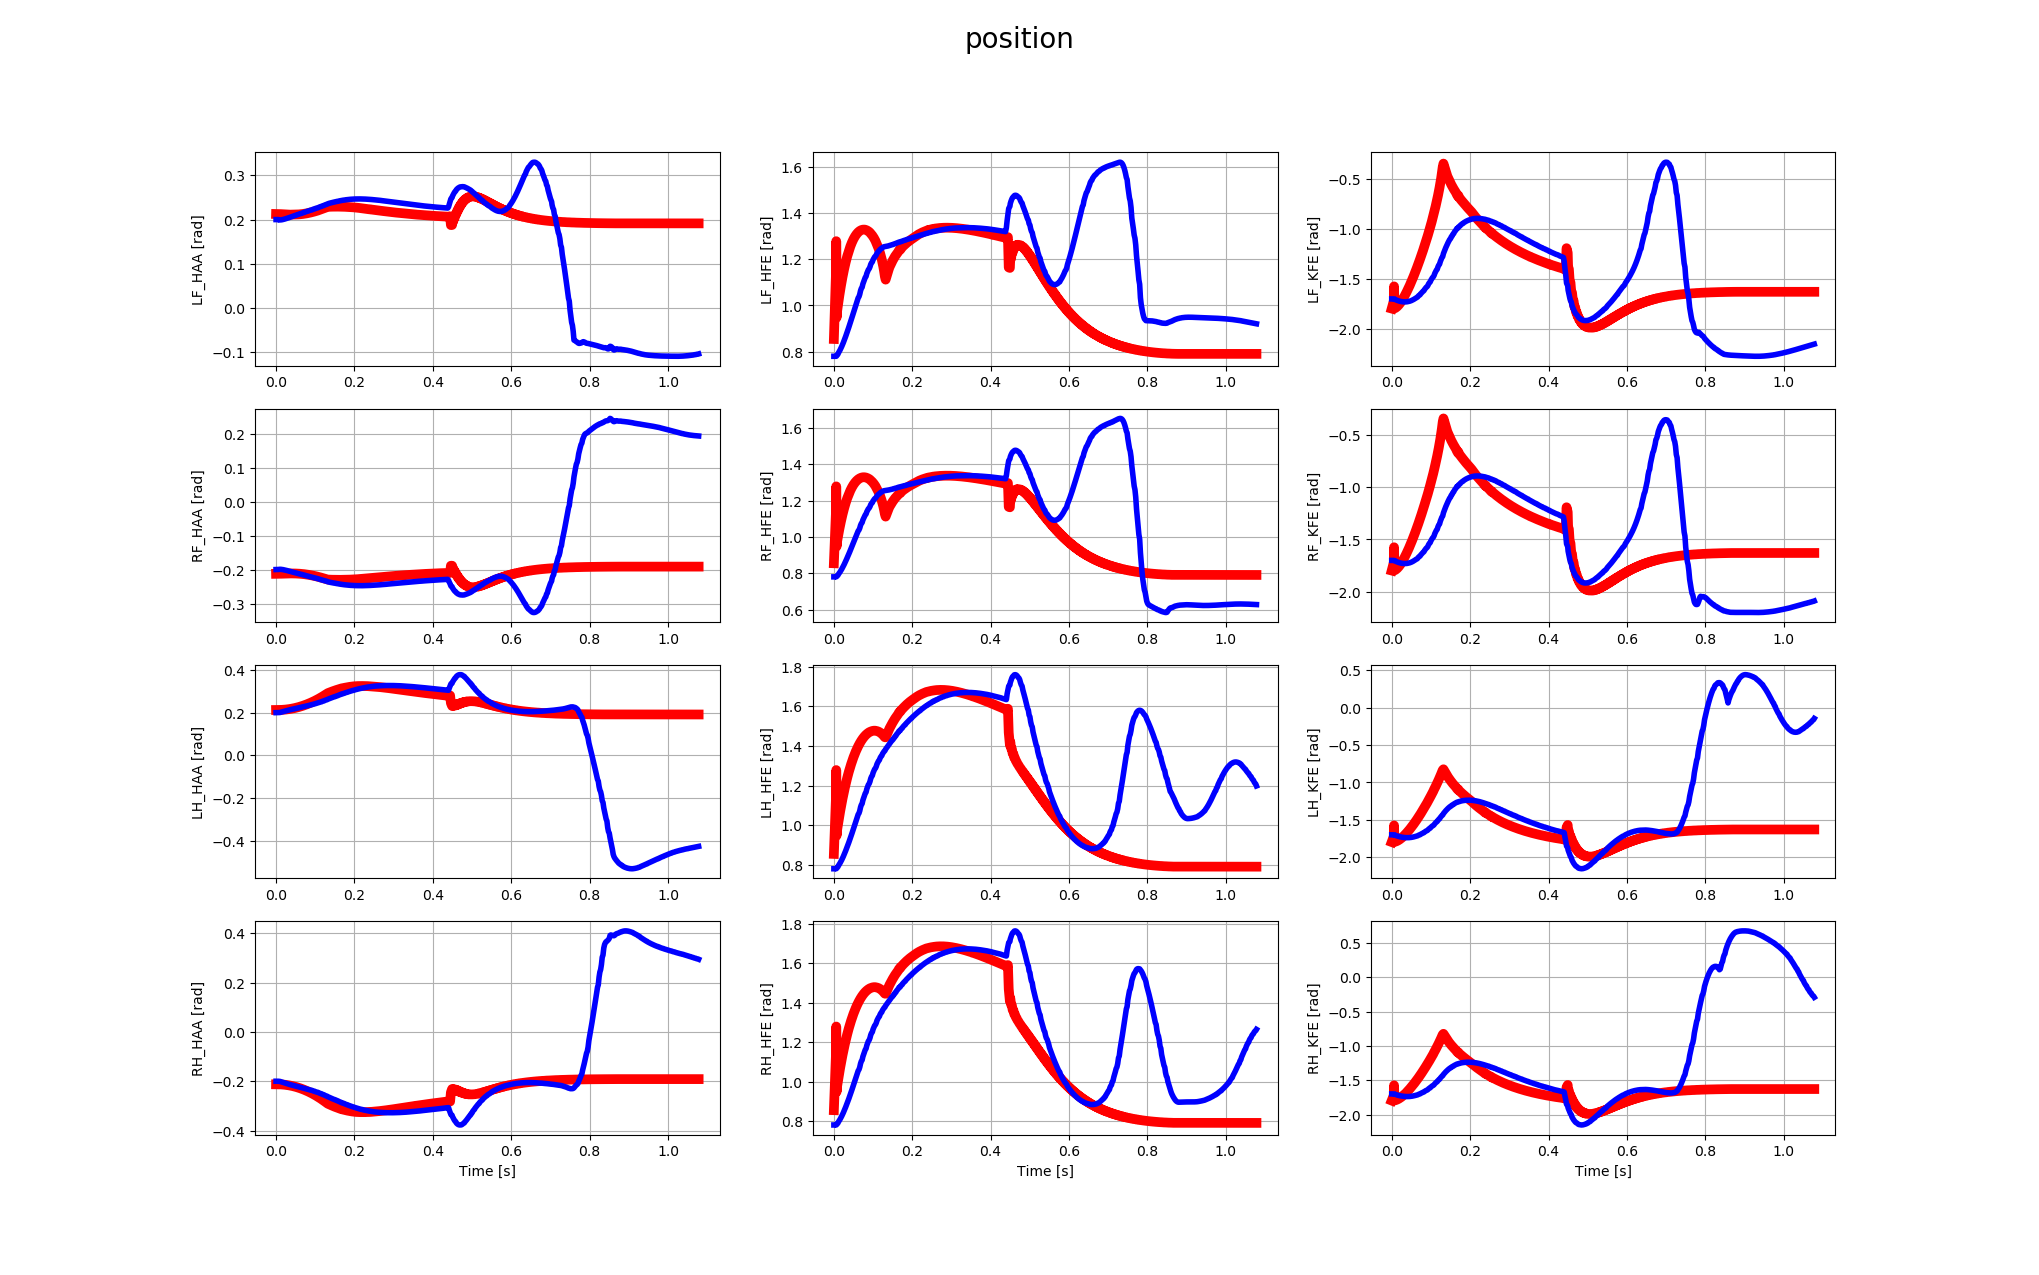 position
LF_HAA [rad]
0.3
0.2
0.1
0.0
−0.1
0.0 0.2 0.4 0.6 0.8 1.0
LF_HFE [rad]
1.6
1.4
1.2
1.0
0.8
0.0 0.2 0.4 0.6 0.8 1.0
LF_KFE [rad]
−0.5
−1.0
−1.5
−2.0
0.0 0.2 0.4 0.6 0.8 1.0
RF_HAA [rad]
0.2
0.1
0.0
−0.1
−0.2
−0.3
0.0 0.2 0.4 0.6 0.8 1.0
RF_HFE [rad]
1.6
1.4
1.2
1.0
0.8
0.6
0.0 0.2 0.4 0.6 0.8 1.0
RF_KFE [rad]
−0.5
−1.0
−1.5
−2.0
0.0 0.2 0.4 0.6 0.8 1.0
LH_HAA [rad]
0.4
0.2
0.0
−0.2
−0.4
0.0 0.2 0.4 0.6 0.8 1.0
LH_HFE [rad]
1.8
1.6
1.4
1.2
1.0
0.8
0.0 0.2 0.4 0.6 0.8 1.0
LH_KFE [rad]
0.5
0.0
−0.5
−1.0
−1.5
−2.0
0.0 0.2 0.4 0.6 0.8 1.0
RH_HAA [rad]
0.4
0.2
0.0
−0.2
−0.4
0.0 0.2 0.4 0.6 0.8 1.0
Time [s]
RH_HFE [rad]
1.8
1.6
1.4
1.2
1.0
0.8
0.0 0.2 0.4 0.6 0.8 1.0
Time [s]
RH_KFE [rad]
0.5
0.0
−0.5
−1.0
−1.5
−2.0
0.0 0.2 0.4 0.6 0.8 1.0
Time [s]